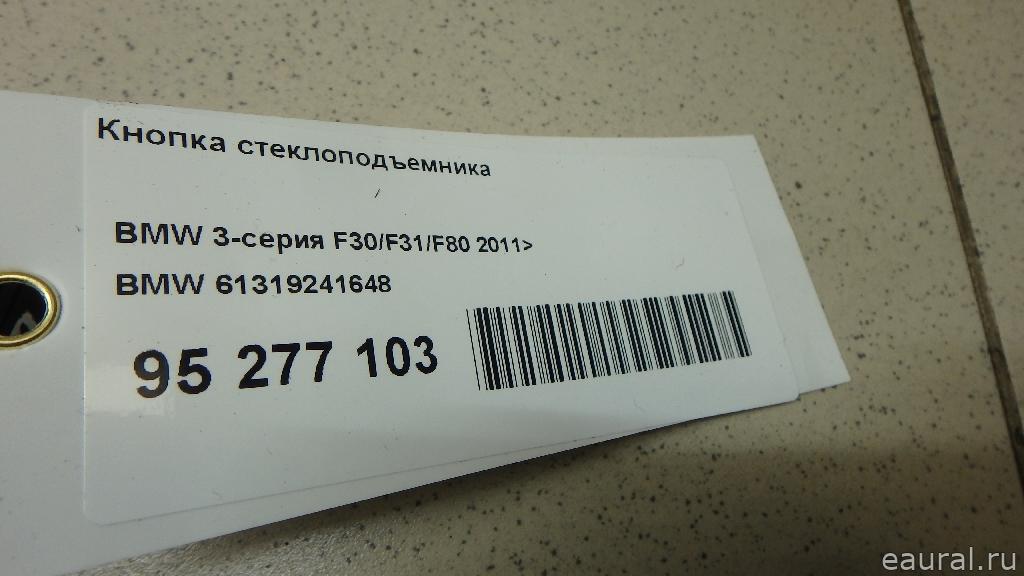 Кнопка стеклоподъемника
BMW 3-серия F30/F31/F80 2011>
BMW 61319241648
95 277 103
eaural.ru